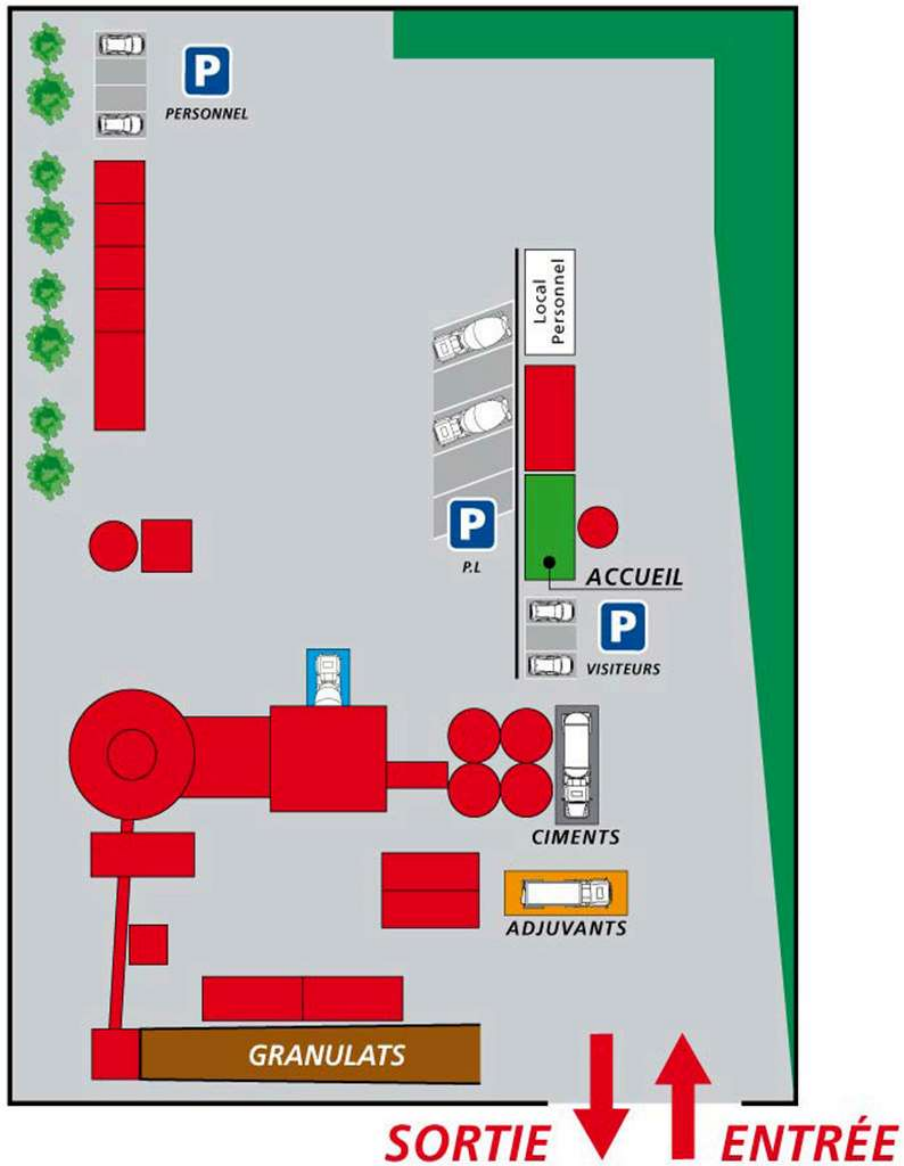 P
PERSONNEL
Local
Personnel
P
P.L
ACCUEIL
P
VISITEURS
CIMENTS
ADJUVANTS
GRANULATS
SORTIE
ENTRÉE